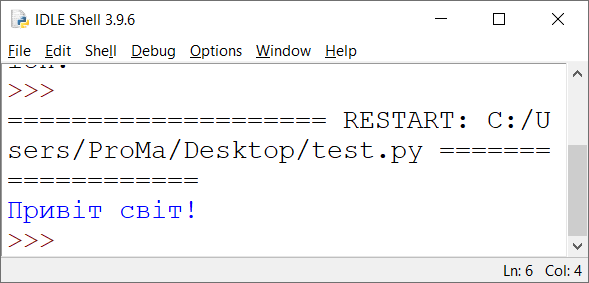 IDLE Shell 3.9.6
File Edit Shell Debug Options Window Help
>>>
==================== RESTART: C:/U
sers/ProMa/Desktop/test.py =======
============
Привіт світ!
>>>
Ln: 6 Col: 4